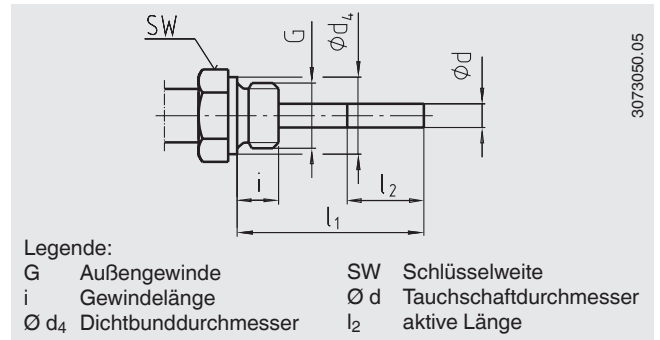 SW
G
Ød₄
Ød
3073050.05
i
l₂
l₁
Legende:
G Außengewinde
i Gewindelänge
Ø d₄ Dichtbunddurchmesser
SW Schlüsselweite
Ø d Tauchschaftdurchmesser
l₂ aktive Länge